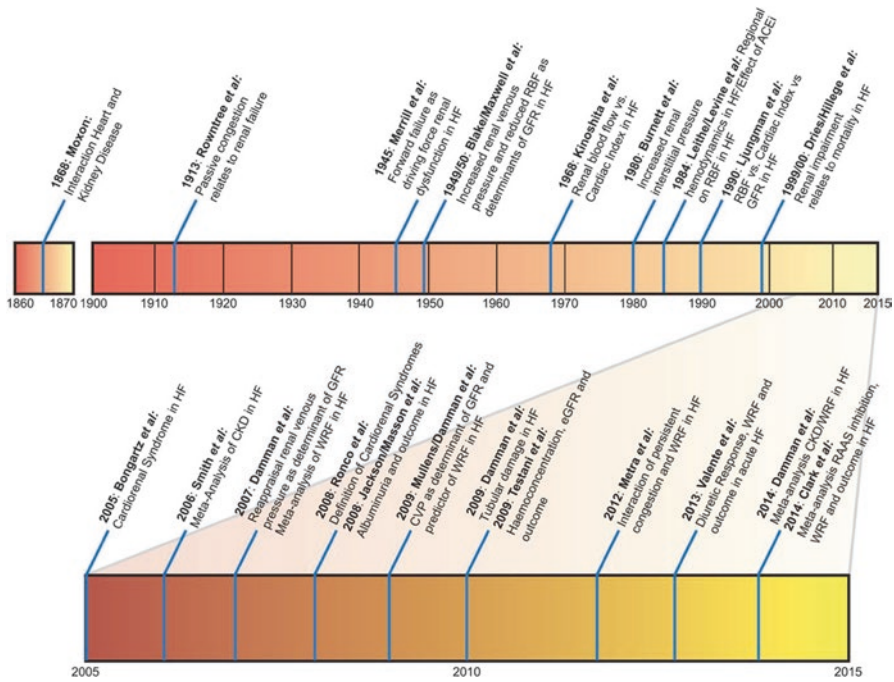 1868: Moxon:
Interaction Heart and
Kidney Disease
1913: Rowntree et al:
Passive congestion
relates to renal failure
1945: Merrill et al:
Forward failure as
driving force renal
dysfunction in HF
1949/50: Blake/Maxwell et al:
Increased renal venous
pressure and reduced RBF as
determinants of GFR in HF
1968: Kinoshita et al:
Renal blood flow vs.
Cardiac Index in HF
1980: Burnett et al:
Increased renal
interstitial pressure
1984: Leithe/Levine et al: Regional
hemodynamics in HF/Effect of ACEi
on RBF in HF
1990: Ljungman et al:
RBF vs. Cardiac Index vs
GFR in HF
1999/00: Dries/Hillege et al:
Renal impairment
relates to mortality in HF
1860 1870 1900 1910 1920 1930 1940 1950 1960 1970 1980 1990 2000 2010 2015
2005: Bongartz et al:
Cardiorenal Syndrome in HF
2006: Smith et al:
Meta-Analysis of CKD in HF
2007: Damman et al:
Reappraisal renal venous
pressure as determinant of GFR
Meta-analysis of WRF in HF
2008: Ronco et al:
Definition of Cardiorenal Syndromes
2008: Jackson/Masson et al:
Albuminuria and outcome in HF
2009: Mullens/Damman et al:
CVP as determinant of GFR and
predictor of WRF in HF
2009: Damman et al:
Tubular damage in HF
2009: Testani et al:
Haemoconcentration, eGFR and
outcome
2012: Metra et al:
Interaction of persistent
congestion and WRF in HF
2013: Valente et al:
Diuretic Response, WRF and
outcome in acute HF
2014: Damman et al:
Meta-analysis CKD/WRF in HF
2014: Clark et al:
Meta-analysis RAAS inhibition,
WRF and outcome in HF
2005 2010 2015